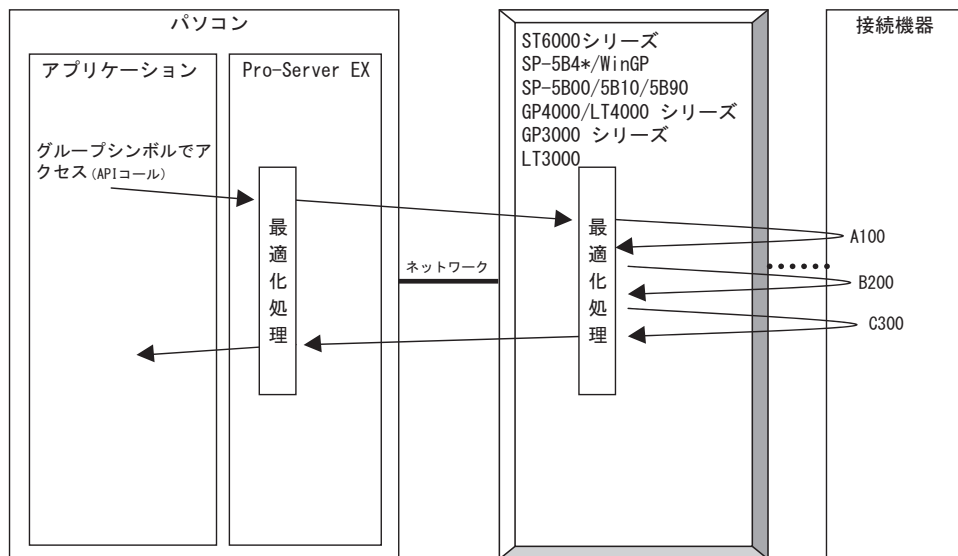 パソコン
アプリケーション
Pro-Server EX
グループシンボルでア
クセス(APIコール)
最適化処理
ネットワーク
ST6000シリーズ
SP-5B4*/WinGP
SP-5B00/5B10/5B90
GP4000/LT4000 シリーズ
GP3000 シリーズ
LT3000
最適化処理
接続機器
A100
B200
C300